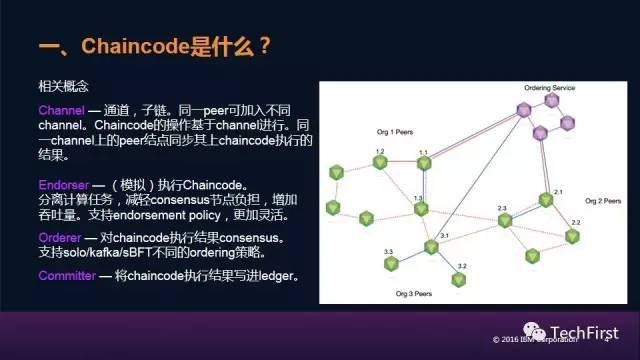 一、Chaincode是什么？
相关概念
Channel — 通道，子链。同一peer可加入不同
channel。Chaincode的操作基于channel进行。同
一channel上的peer结点同步其上chaincode执行的
结果。
Endorser — （模拟）执行Chaincode。
分离计算任务，减轻consensus节点负担，增加
吞吐量。支持endorsement policy，更加灵活。
Orderer — 对chaincode执行结果consensus。
支持solo/kafka/sBFT不同的ordering策略。
Committer — 将chaincode执行结果写进ledger。
Ordering Service
Org 1 Peers
1.2
1.1
1.3
2.1
Org 2 Peers
2.3
2.2
3.1
3.3
3.2
Org 3 Peers
© 2016 IBM Corporation
4
TechFirst